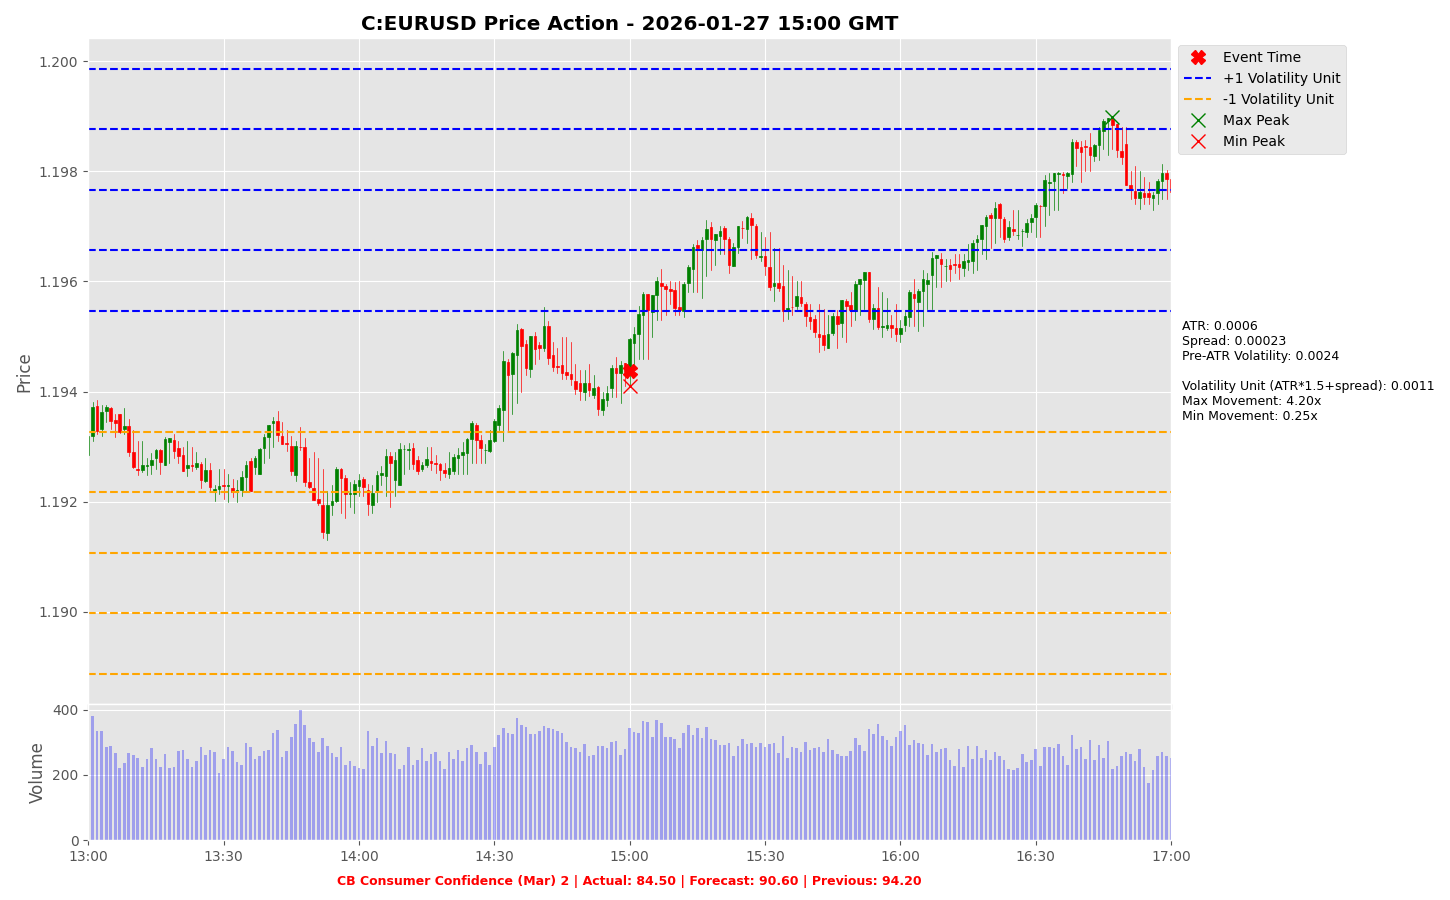 C:EURUSD Price Action - 2026-01-27 15:00 GMT
Event Time
+1 Volatility Unit
-1 Volatility Unit
Max Peak
Min Peak
Price
1.200
1.198
1.196
1.194
1.192
1.190
ATR: 0.0006
Spread: 0.00023
Pre-ATR Volatility: 0.0024
Volatility Unit (ATR*1.5+spread): 0.0011
Max Movement: 4.20x
Min Movement: 0.25x
Volume
400
200
0
13:00 13:30 14:00 14:30 15:00 15:30 16:00 16:30 17:00
CB Consumer Confidence (Mar) 2 | Actual: 84.50 | Forecast: 90.60 | Previous: 94.20